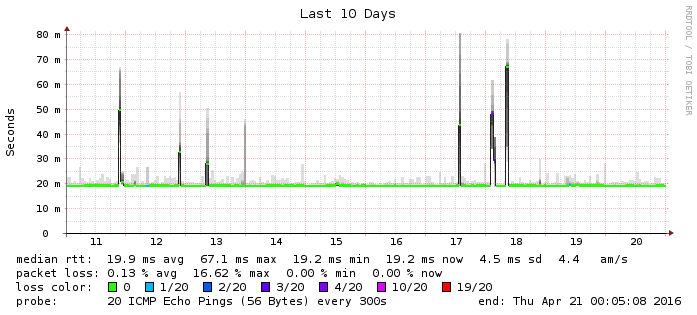 Last 10 Days
RRDTOOL / TOBI OETIKER
Seconds
80 m
70 m
60 m
50 m
40 m
30 m
20 m
10 m
0
11 12 13 14 15 16 17 18 19 20
median rtt: 19.9 ms avg 67.1 ms max 19.2 ms min 19.2 ms now 4.5 ms sd 4.4 am/s
packet loss: 0.13 % avg 16.62 % max 0.00 % min 0.00 % now
loss color: 0 1/20 2/20 3/20 4/20 10/20 19/20
probe: 20 ICMP Echo Pings (56 Bytes) every 300s end: Thu Apr 21 00:05:08 2016